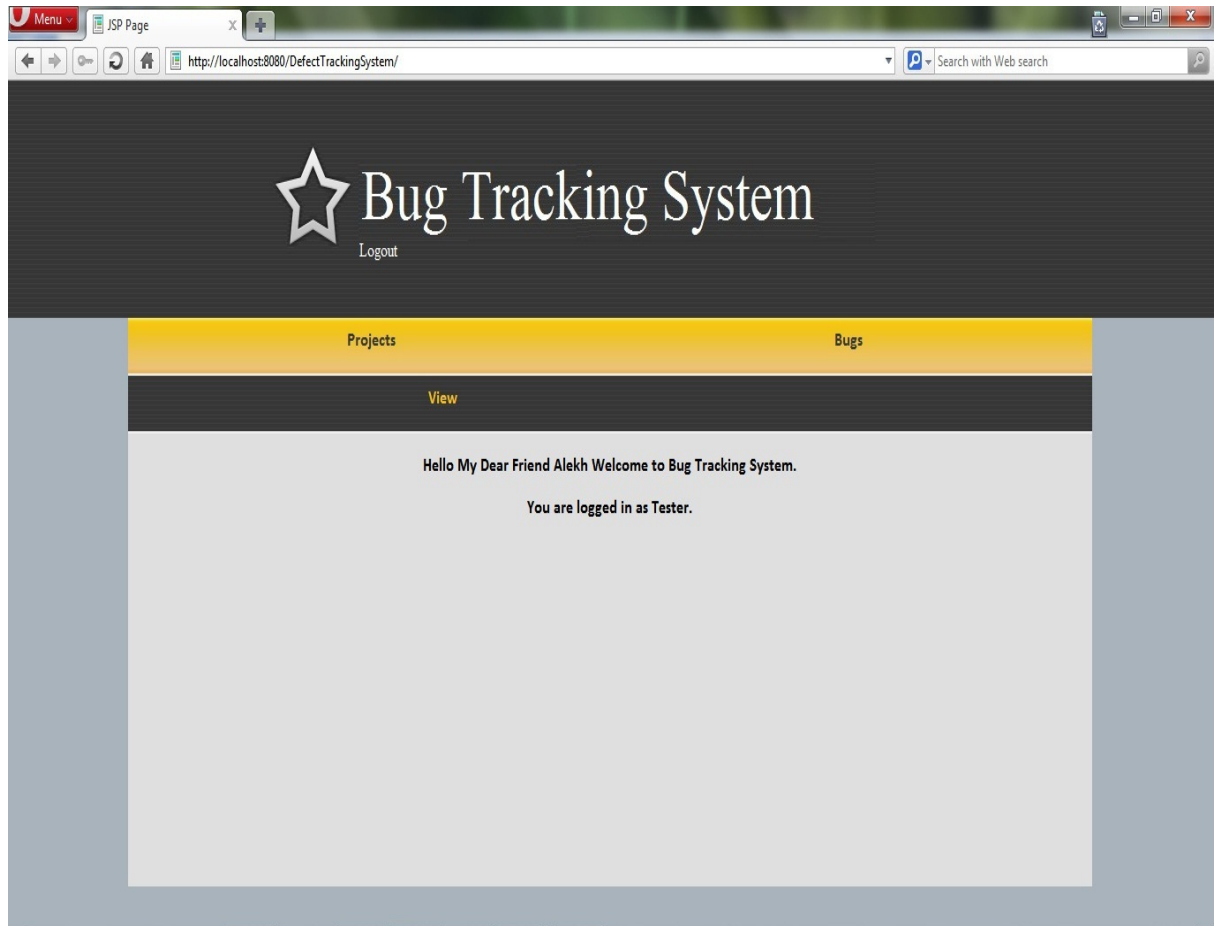 Menu
JSP Page
http://localhost:8080/DefectTrackingSystem/
Search with Web search
Bug Tracking System
Logout
Projects Bugs
View
Hello My Dear Friend Alekh Welcome to Bug Tracking System.
You are logged in as Tester.